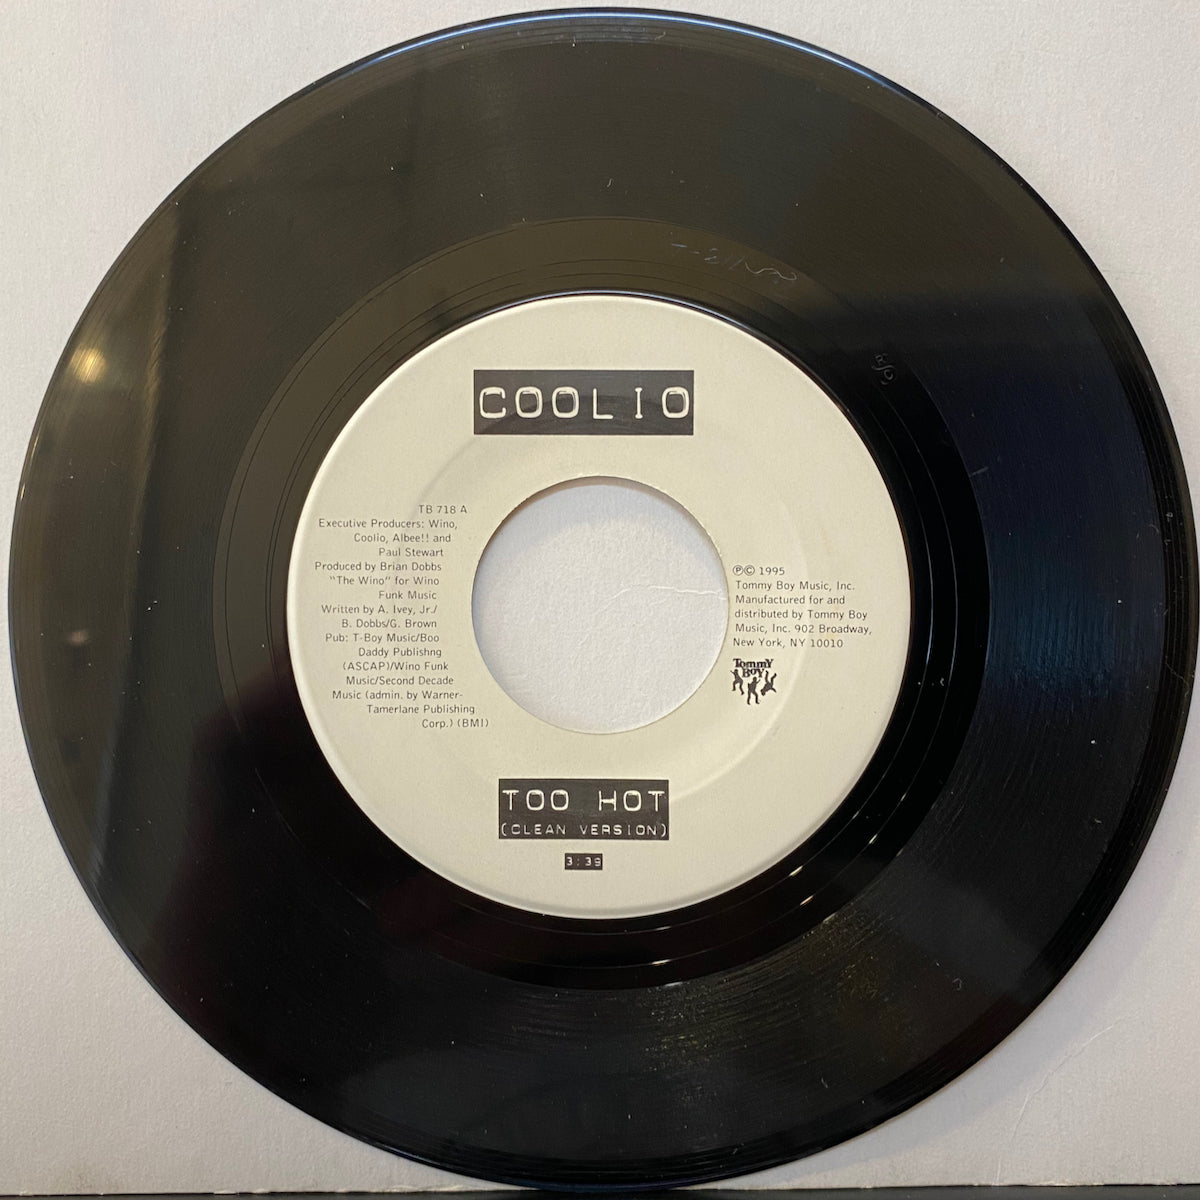 COOLIO
TB 718 A
Executive Producers: Wino,
Coolio, Albee!! and
Paul Stewart
Produced by Brian Dobbs
"The Wino" for Wino
Funk Music
Written by A. Ivey, Jr./
B. Dobbs/G. Brown
Pub: T-Boy Music/Boo
Daddy Publishng
(ASCAP)/Wino Funk
Music/Second Decade
Music (admin. by Warner-
Tamerlane Publishing
Corp.) (BMI)
℗© 1995
Tommy Boy Music, Inc.
Manufactured for and
distributed by Tommy Boy
Music, Inc. 902 Broadway,
New York, NY 10010
Tommy
Boy
TOO HOT
(CLEAN VERSION)
3:39